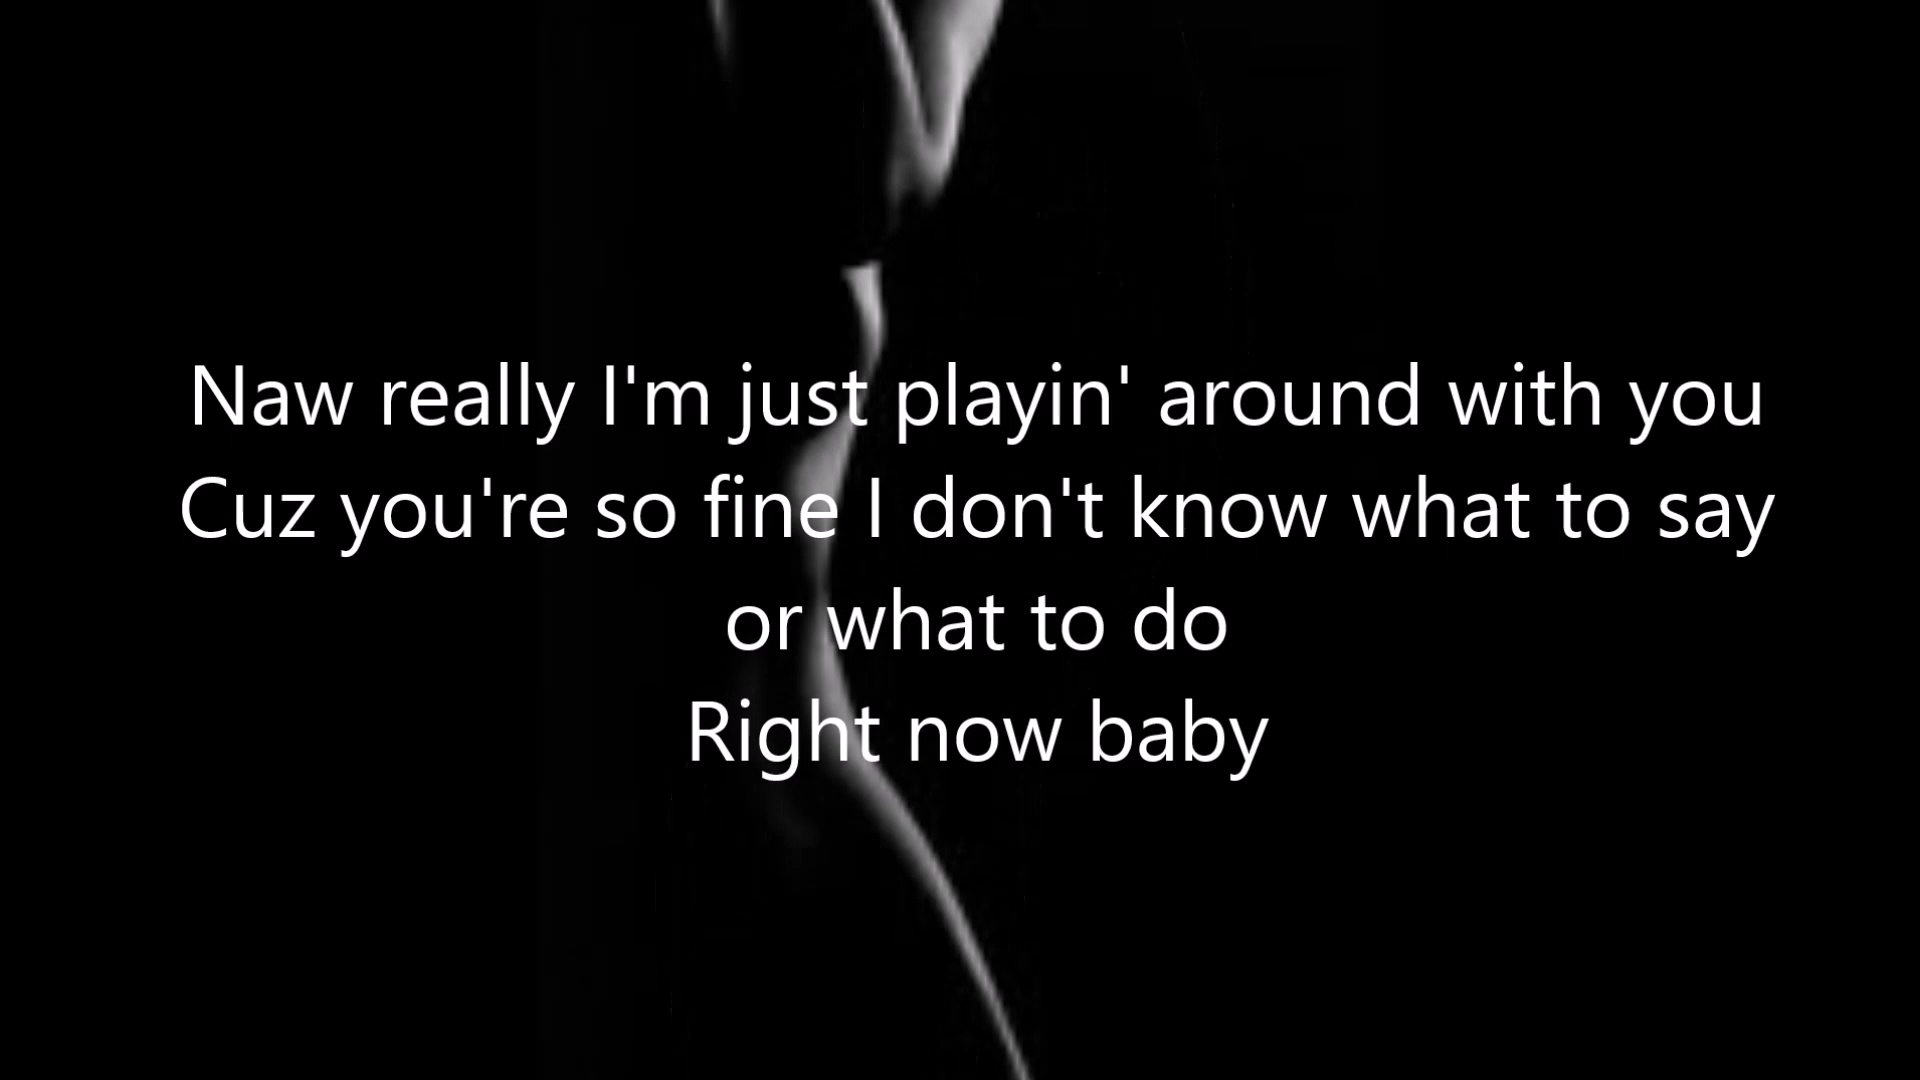 Naw really I'm just playin' around with you
Cuz you're so fine I don't know what to say
or what to do
Right now baby